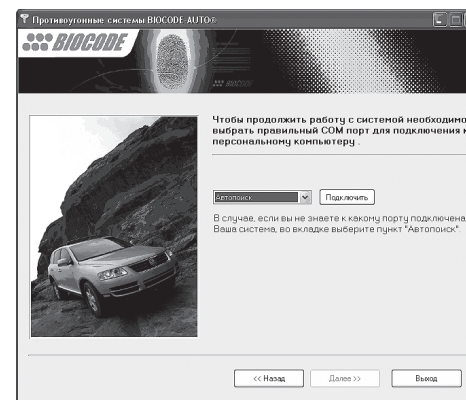 Противоугонные системы BIOCODE-AUTO®
BIOCODE
BIOCODE
Чтобы продолжить работу с системой необходимо
выбрать правильный COM порт для подключения к
персональному компьютеру .
Автопоиск
Подключить
В случае, если вы не знаете к какому порту подключена
Ваша система, во вкладке выберите пункт "Автопоиск".
<< Назад
Далее >>
Выход